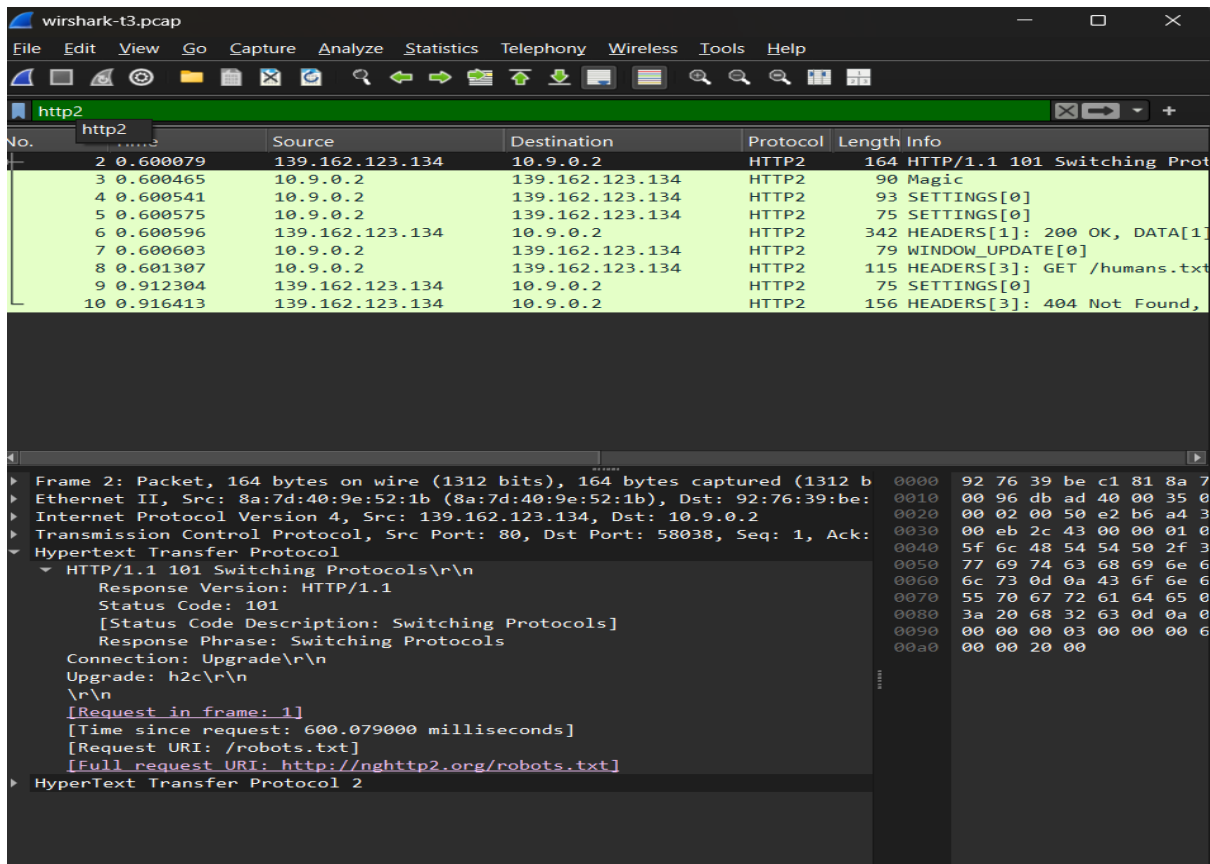 wirshark-t3.pcap
File Edit View Go Capture Analyze Statistics Telephony Wireless Tools Help
http2
http2
No. Source Destination Protocol Length Info
2 0.600079 139.162.123.134 10.9.0.2 HTTP2 164 HTTP/1.1 101 Switching Prot
3 0.600465 10.9.0.2 139.162.123.134 HTTP2 90 Magic
4 0.600541 10.9.0.2 139.162.123.134 HTTP2 93 SETTINGS[0]
5 0.600575 10.9.0.2 139.162.123.134 HTTP2 75 SETTINGS[0]
6 0.600596 139.162.123.134 10.9.0.2 HTTP2 342 HEADERS[1]: 200 OK, DATA[1]
7 0.600603 10.9.0.2 139.162.123.134 HTTP2 79 WINDOW_UPDATE[0]
8 0.601307 10.9.0.2 139.162.123.134 HTTP2 115 HEADERS[3]: GET /humans.txt
9 0.912304 139.162.123.134 10.9.0.2 HTTP2 75 SETTINGS[0]
10 0.916413 139.162.123.134 10.9.0.2 HTTP2 156 HEADERS[3]: 404 Not Found,
Frame 2: Packet, 164 bytes on wire (1312 bits), 164 bytes captured (1312 b
Ethernet II, Src: 8a:7d:40:9e:52:1b (8a:7d:40:9e:52:1b), Dst: 92:76:39:be:
Internet Protocol Version 4, Src: 139.162.123.134, Dst: 10.9.0.2
Transmission Control Protocol, Src Port: 80, Dst Port: 58038, Seq: 1, Ack:
Hypertext Transfer Protocol
HTTP/1.1 101 Switching Protocols\r\n
Response Version: HTTP/1.1
Status Code: 101
[Status Code Description: Switching Protocols]
Response Phrase: Switching Protocols
Connection: Upgrade\r\n
Upgrade: h2c\r\n
\r\n
[Request in frame: 1]
[Time since request: 600.079000 milliseconds]
[Request URI: /robots.txt]
[Full request URI: http://nghttp2.org/robots.txt]
HyperText Transfer Protocol 2
0000 92 76 39 be c1 81 8a 7
0010 00 96 db ad 40 00 35 0
0020 00 02 00 50 e2 b6 a4 3
0030 00 eb 2c 43 00 00 01 0
0040 5f 6c 48 54 54 50 2f 3
0050 77 69 74 63 68 69 6e 6
0060 6c 73 0d 0a 43 6f 6e 6
0070 55 70 67 72 61 64 65 0
0080 3a 20 68 32 63 0d 0a 0
0090 00 00 00 03 00 00 00 6
00a0 00 00 20 00